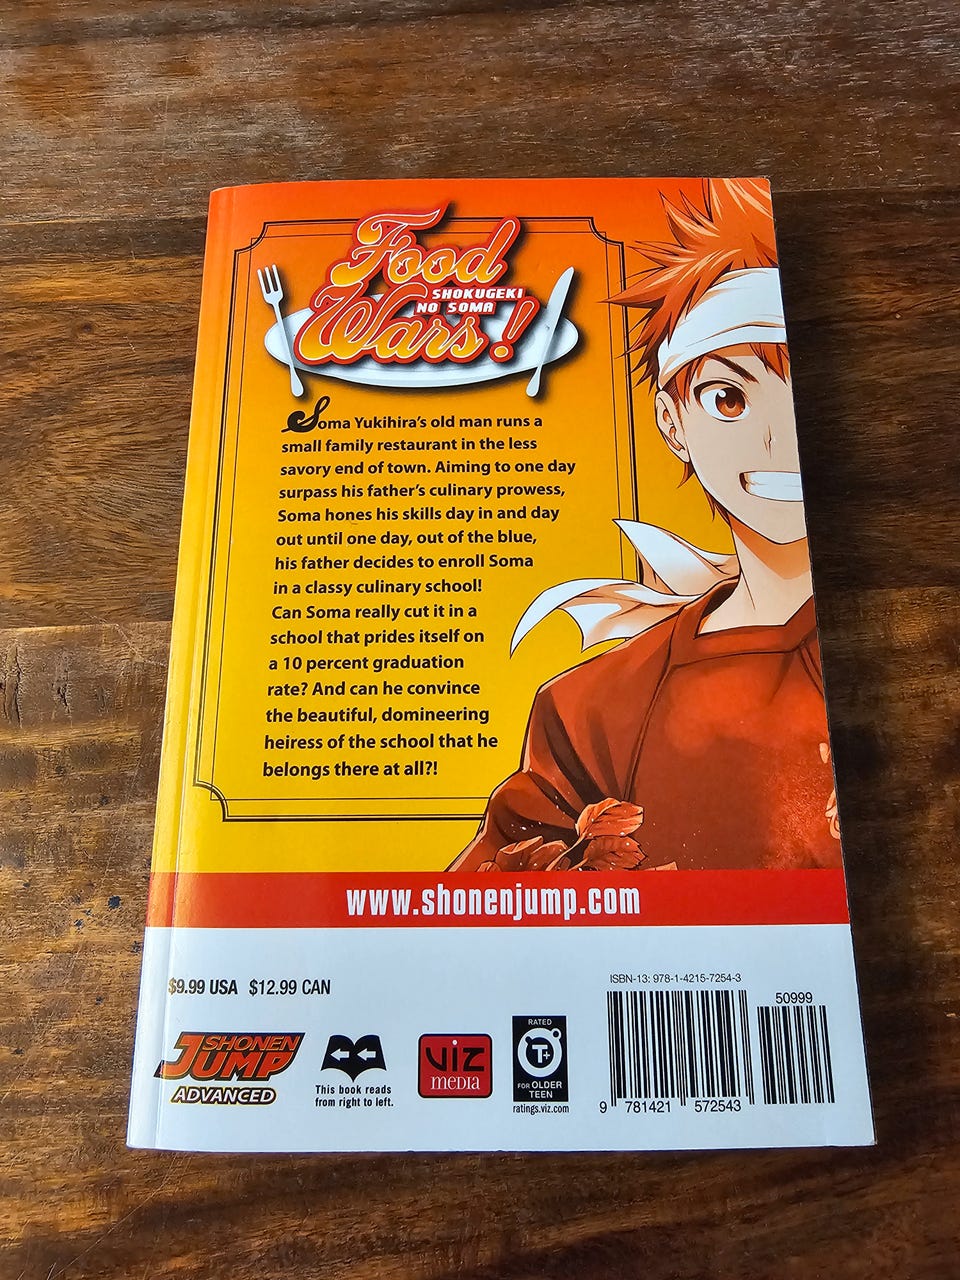 Food
Wars!
SHOKUGEKI
NO SOMA
Soma Yukihira's old man runs a
small family restaurant in the less
savory end of town. Aiming to one day
surpass his father's culinary prowess,
Soma hones his skills day in and day
out until one day, out of the blue,
his father decides to enroll Soma
in a classy culinary school!
Can Soma really cut it in a
school that prides itself on
a 10 percent graduation
rate? And can he convince
the beautiful, domineering
heiress of the school that he
belongs there at all?!
www.shonenjump.com
$9.99 USA $12.99 CAN
SHONEN
JUMP
ADVANCED
This book reads
from right to left.
VIZ
MEDIA
RATED
T+
FOR OLDER
TEEN
ratings.viz.com
ISBN-13: 978-1-4215-7254-3
50999
9 781421 572543